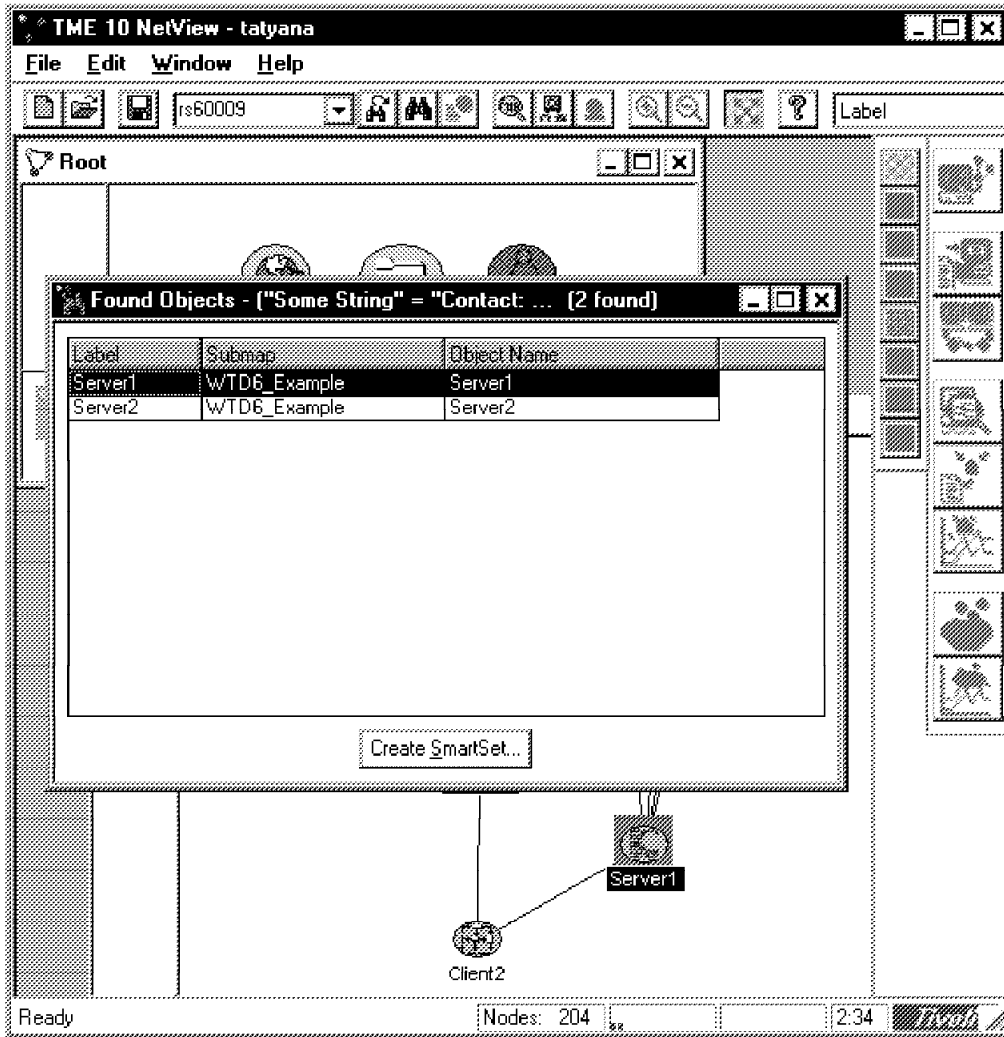 TME 10 NetView - tatyana
File Edit Window Help
rs60009
Label
Root
Found Objects - ("Some String" = "Contact: ... (2 found)
Label Submap Object Name
Server1 WTD6_Example Server1
Server2 WTD6_Example Server2
Create SmartSet...
Server1
Client2
Ready Nodes: 204 2:34 Tivoli